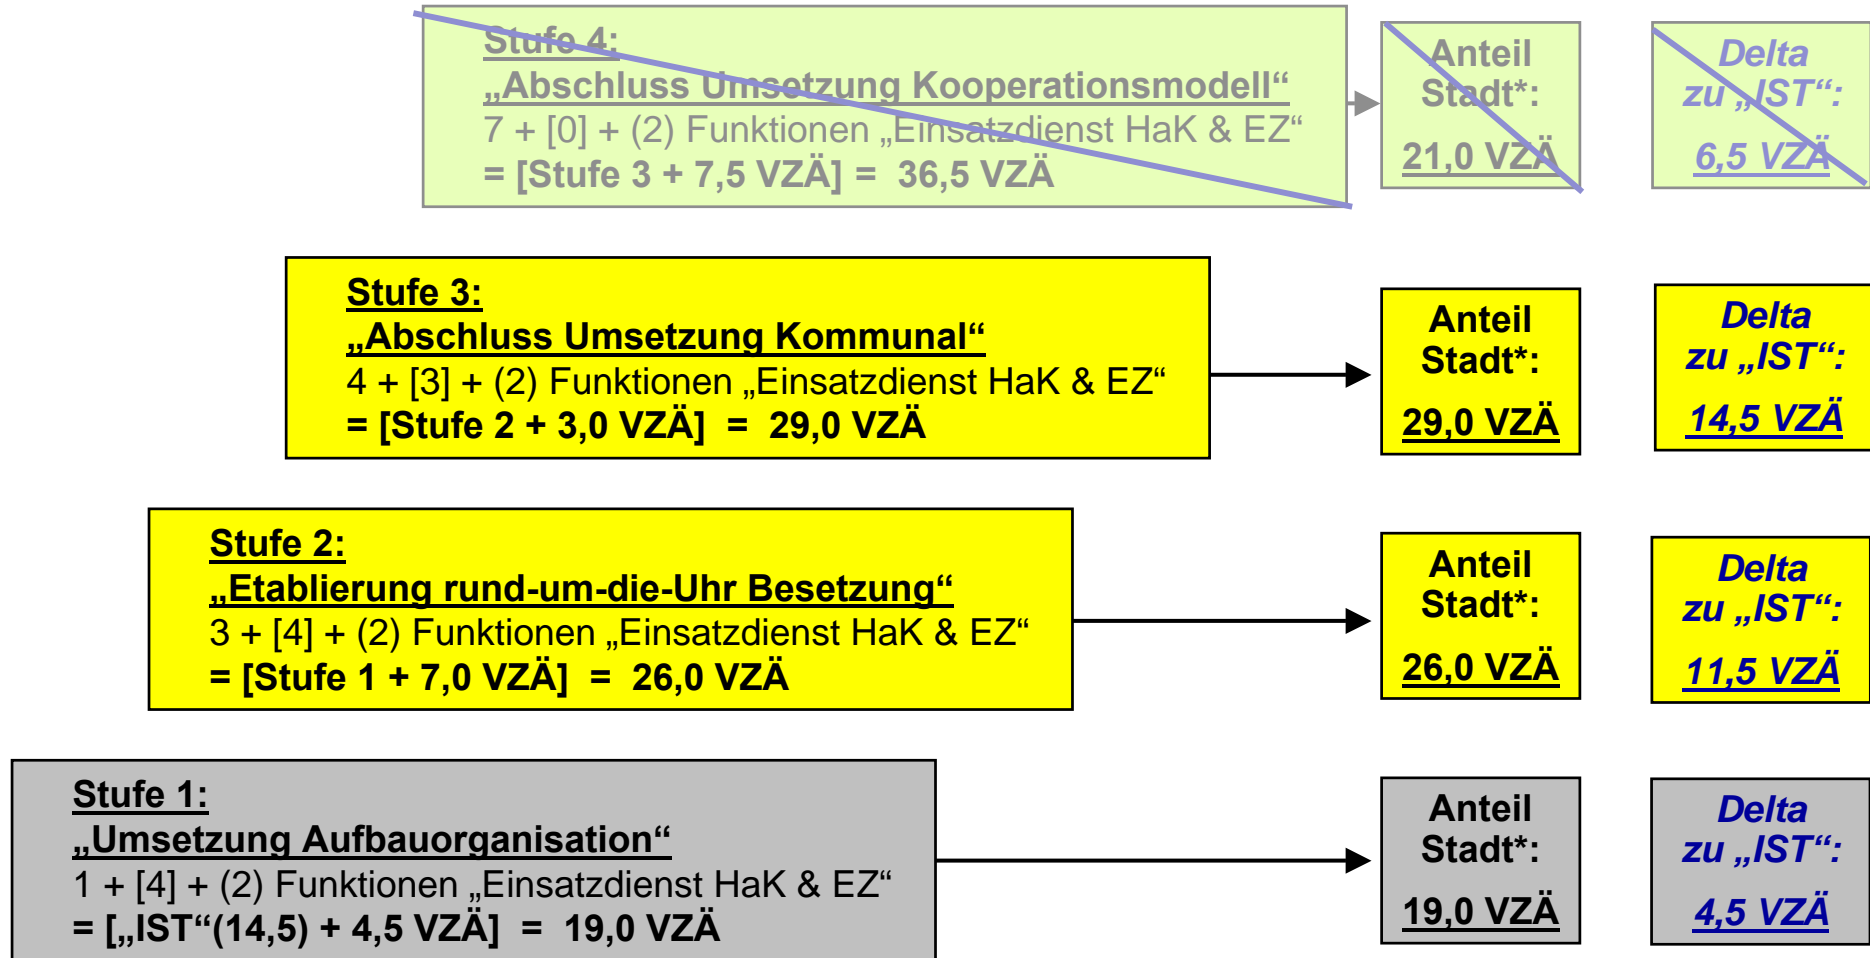 Stufe 4:
„Abschluss Umsetzung Kooperationsmodell“
7 + [0] + (2) Funktionen „Einsatzdienst HaK & EZ“
= [Stufe 3 + 7,5 VZÄ] = 36,5 VZÄ
Anteil
Stadt*:
21,0 VZÄ
Delta
zu „IST“:
6,5 VZÄ
Stufe 3:
„Abschluss Umsetzung Kommunal“
4 + [3] + (2) Funktionen „Einsatzdienst HaK & EZ“
= [Stufe 2 + 3,0 VZÄ] = 29,0 VZÄ
Anteil
Stadt*:
29,0 VZÄ
Delta
zu „IST“:
14,5 VZÄ
Stufe 2:
„Etablierung rund-um-die-Uhr Besetzung“
3 + [4] + (2) Funktionen „Einsatzdienst HaK & EZ“
= [Stufe 1 + 7,0 VZÄ] = 26,0 VZÄ
Anteil
Stadt*:
26,0 VZÄ
Delta
zu „IST“:
11,5 VZÄ
Stufe 1:
„Umsetzung Aufbauorganisation“
1 + [4] + (2) Funktionen „Einsatzdienst HaK & EZ“
= [„IST“(14,5) + 4,5 VZÄ] = 19,0 VZÄ
Anteil
Stadt*:
19,0 VZÄ
Delta
zu „IST“:
4,5 VZÄ